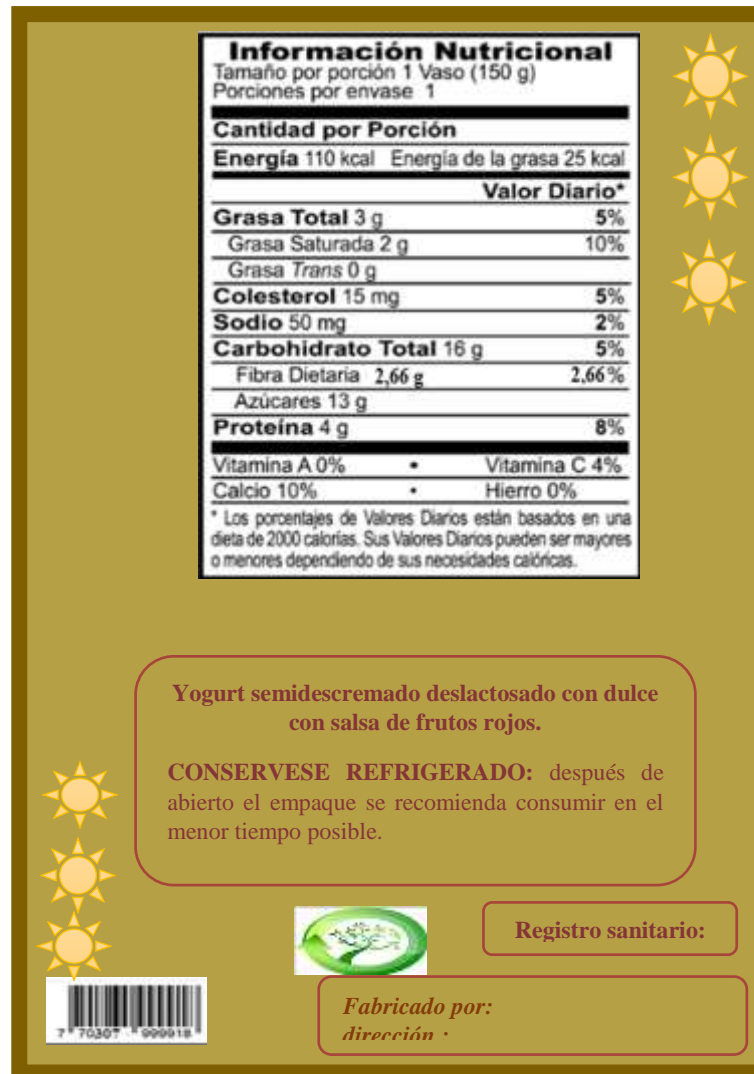 Información Nutricional
Tamaño por porción 1 Vaso (150 g)
Porciones por envase 1
Cantidad por Porción
Energía 110 kcal Energía de la grasa 25 kcal
Valor Diario*
Grasa Total 3 g 5%
Grasa Saturada 2 g 10%
Grasa Trans 0 g
Colesterol 15 mg 5%
Sodio 50 mg 2%
Carbohidrato Total 16 g 5%
Fibra Dietaria 2,66 g 2,66%
Azúcares 13 g
Proteína 4 g 8%
Vitamina A 0% • Vitamina C 4%
Calcio 10% • Hierro 0%
* Los porcentajes de Valores Diarios están basados en una
dieta de 2000 calorías. Sus Valores Diarios pueden ser mayores
o menores dependiendo de sus necesidades calóricas.
Yogurt semidescremado deslactosado con dulce
con salsa de frutos rojos.
CONSERVESE REFRIGERADO: después de
abierto el empaque se recomienda consumir en el
menor tiempo posible.
Registro sanitario:
Fabricado por:
dirección :
7 70307 999918